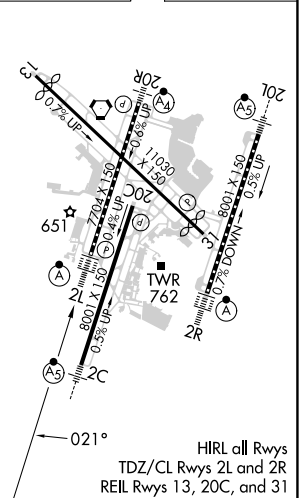 13
0.7% UP
P
20R
A4
0.6% UP
20L
A5
11030
X 150
7704 X 150
0.4% UP
20C
P
P
8001 X 150
0.5% UP
651
P
31
TWR
762
0.7% DOWN
A
2L
8001 X 150
0.5% UP
A
2R
A5
2C
021°
HIRL all Rwys
TDZ/CL Rwys 2L and 2R
REIL Rwys 13, 20C, and 31